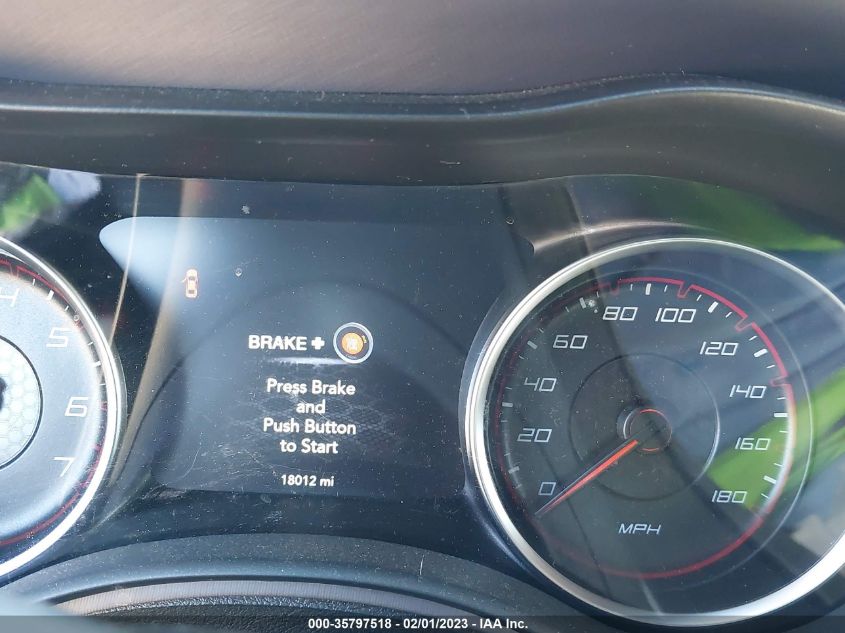 BRAKE +
Press Brake
and
Push Button
to Start
18012 mi
4
5
6
7
0
20
40
60
80
100
120
140
160
180
MPH
000-35797518 - 02/01/2023 - IAA Inc.